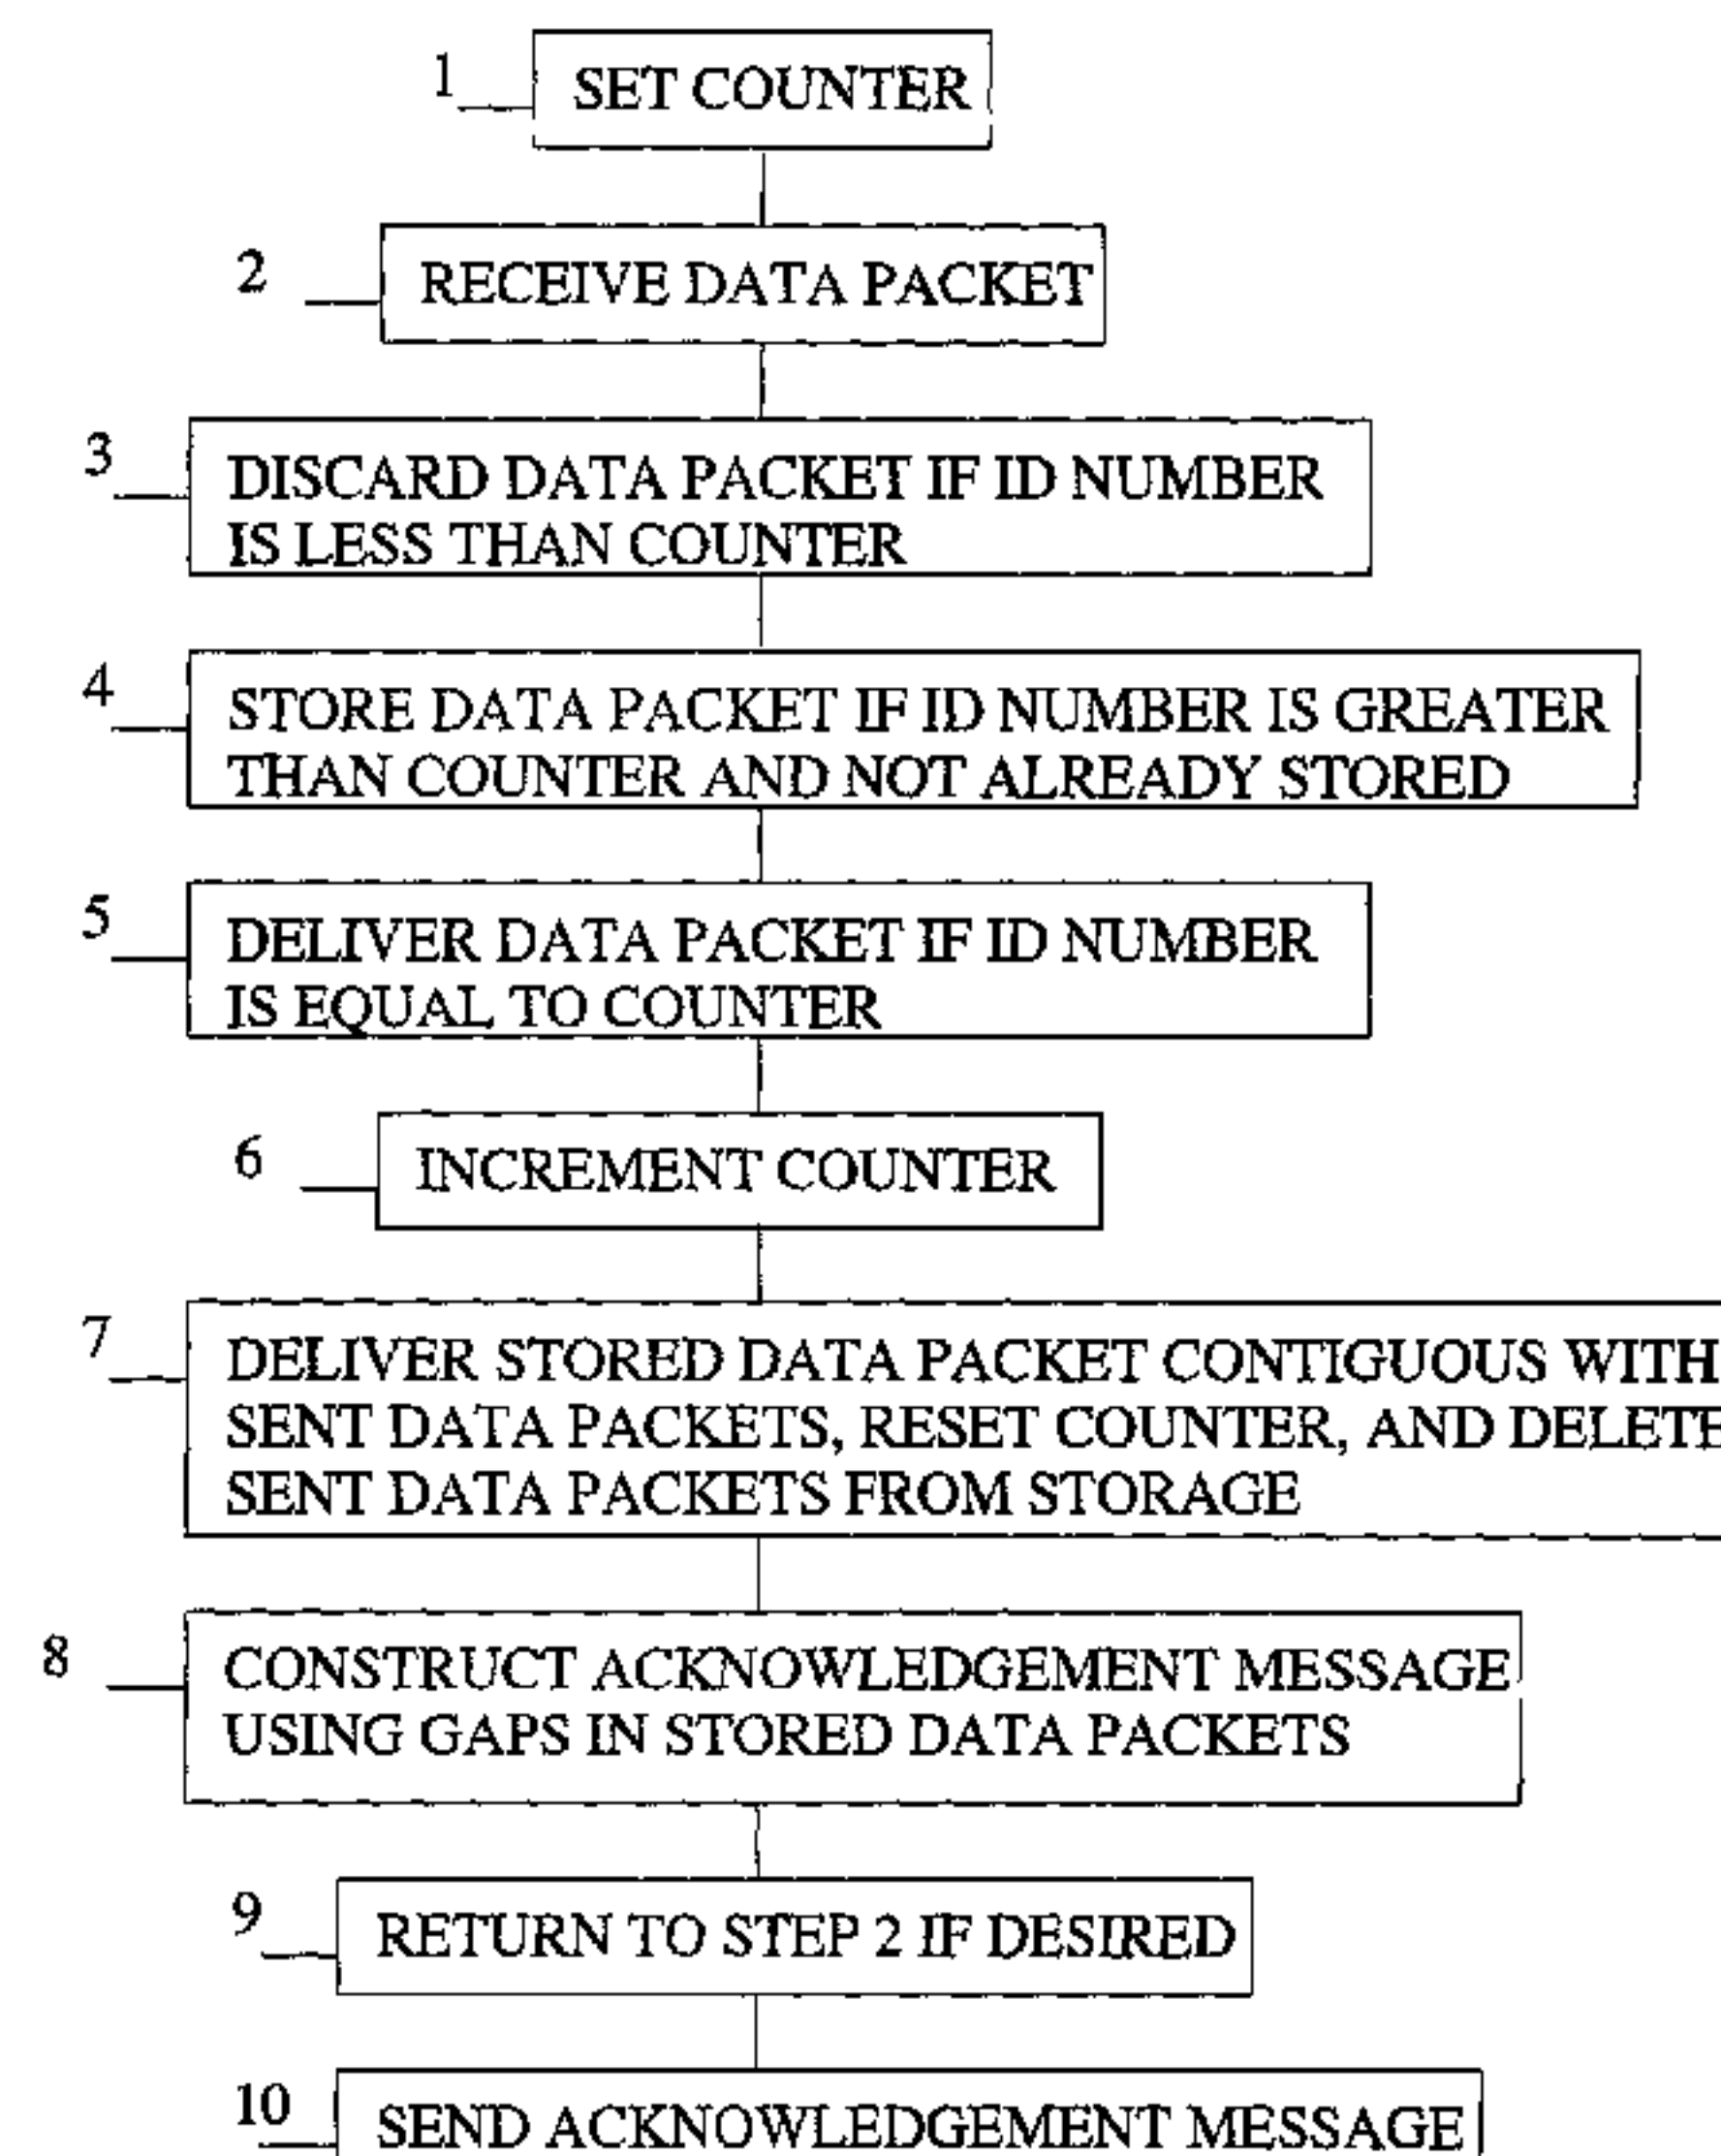 1 SET COUNTER
2 RECEIVE DATA PACKET
3 DISCARD DATA PACKET IF ID NUMBER
IS LESS THAN COUNTER
4 STORE DATA PACKET IF ID NUMBER IS GREATER
THAN COUNTER AND NOT ALREADY STORED
5 DELIVER DATA PACKET IF ID NUMBER
IS EQUAL TO COUNTER
6 INCREMENT COUNTER
7 DELIVER STORED DATA PACKET CONTIGUOUS WITH
SENT DATA PACKETS, RESET COUNTER, AND DELETE
SENT DATA PACKETS FROM STORAGE
8 CONSTRUCT ACKNOWLEDGEMENT MESSAGE
USING GAPS IN STORED DATA PACKETS
9 RETURN TO STEP 2 IF DESIRED
10 SEND ACKNOWLEDGEMENT MESSAGE